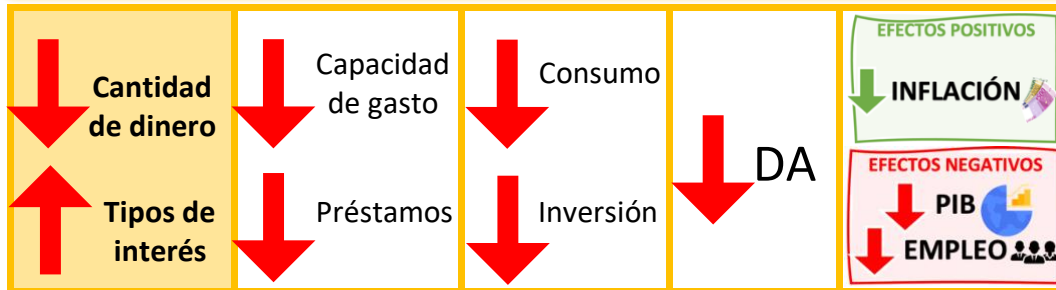 Cantidad
de dinero
Tipos de
interés
Capacidad
de gasto
Préstamos
Consumo
Inversión
DA
EFECTOS POSITIVOS
INFLACIÓN
EFECTOS NEGATIVOS
PIB
EMPLEO